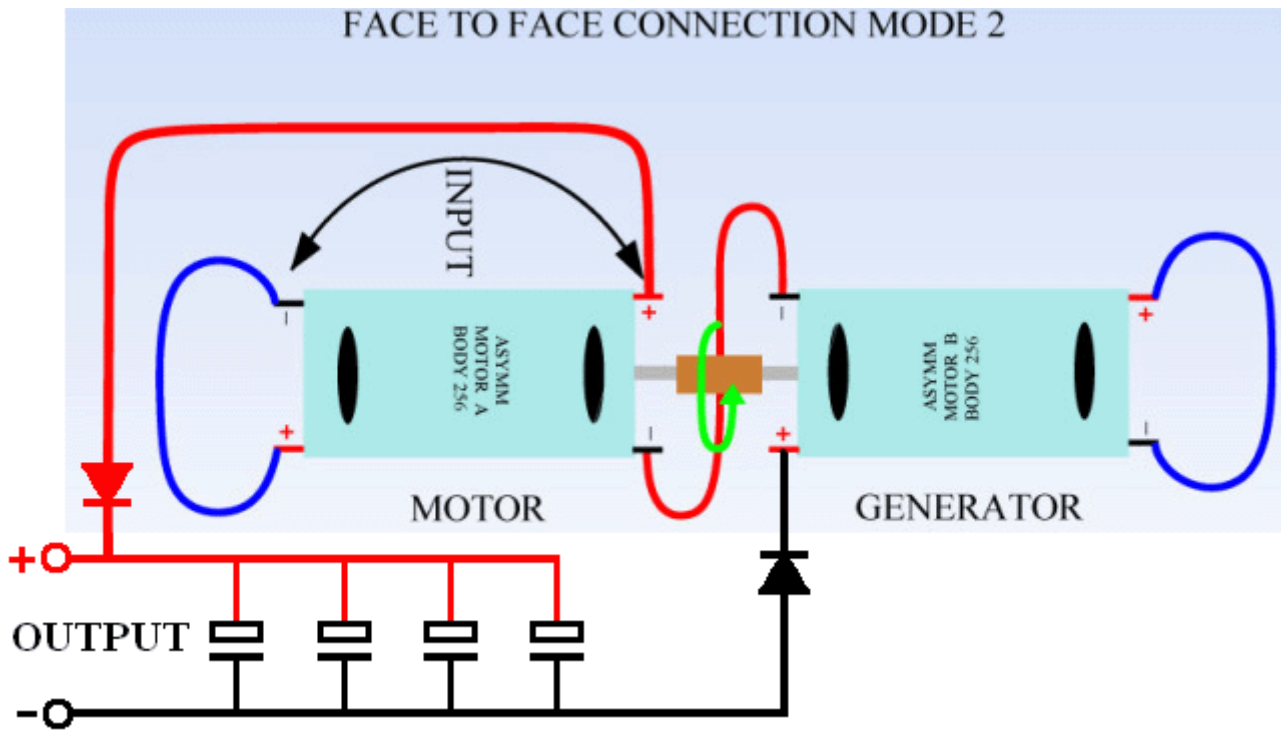 FACE TO FACE CONNECTION MODE 2
INPUT
−
+
+
−
ASYMM
MOTOR A
BODY 256
−
+
+
−
ASYMM
MOTOR B
BODY 256
MOTOR
GENERATOR
+
OUTPUT
-